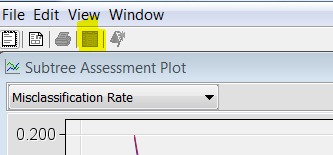 File Edit View Window
Subtree Assessment Plot
Misclassification Rate
0.200